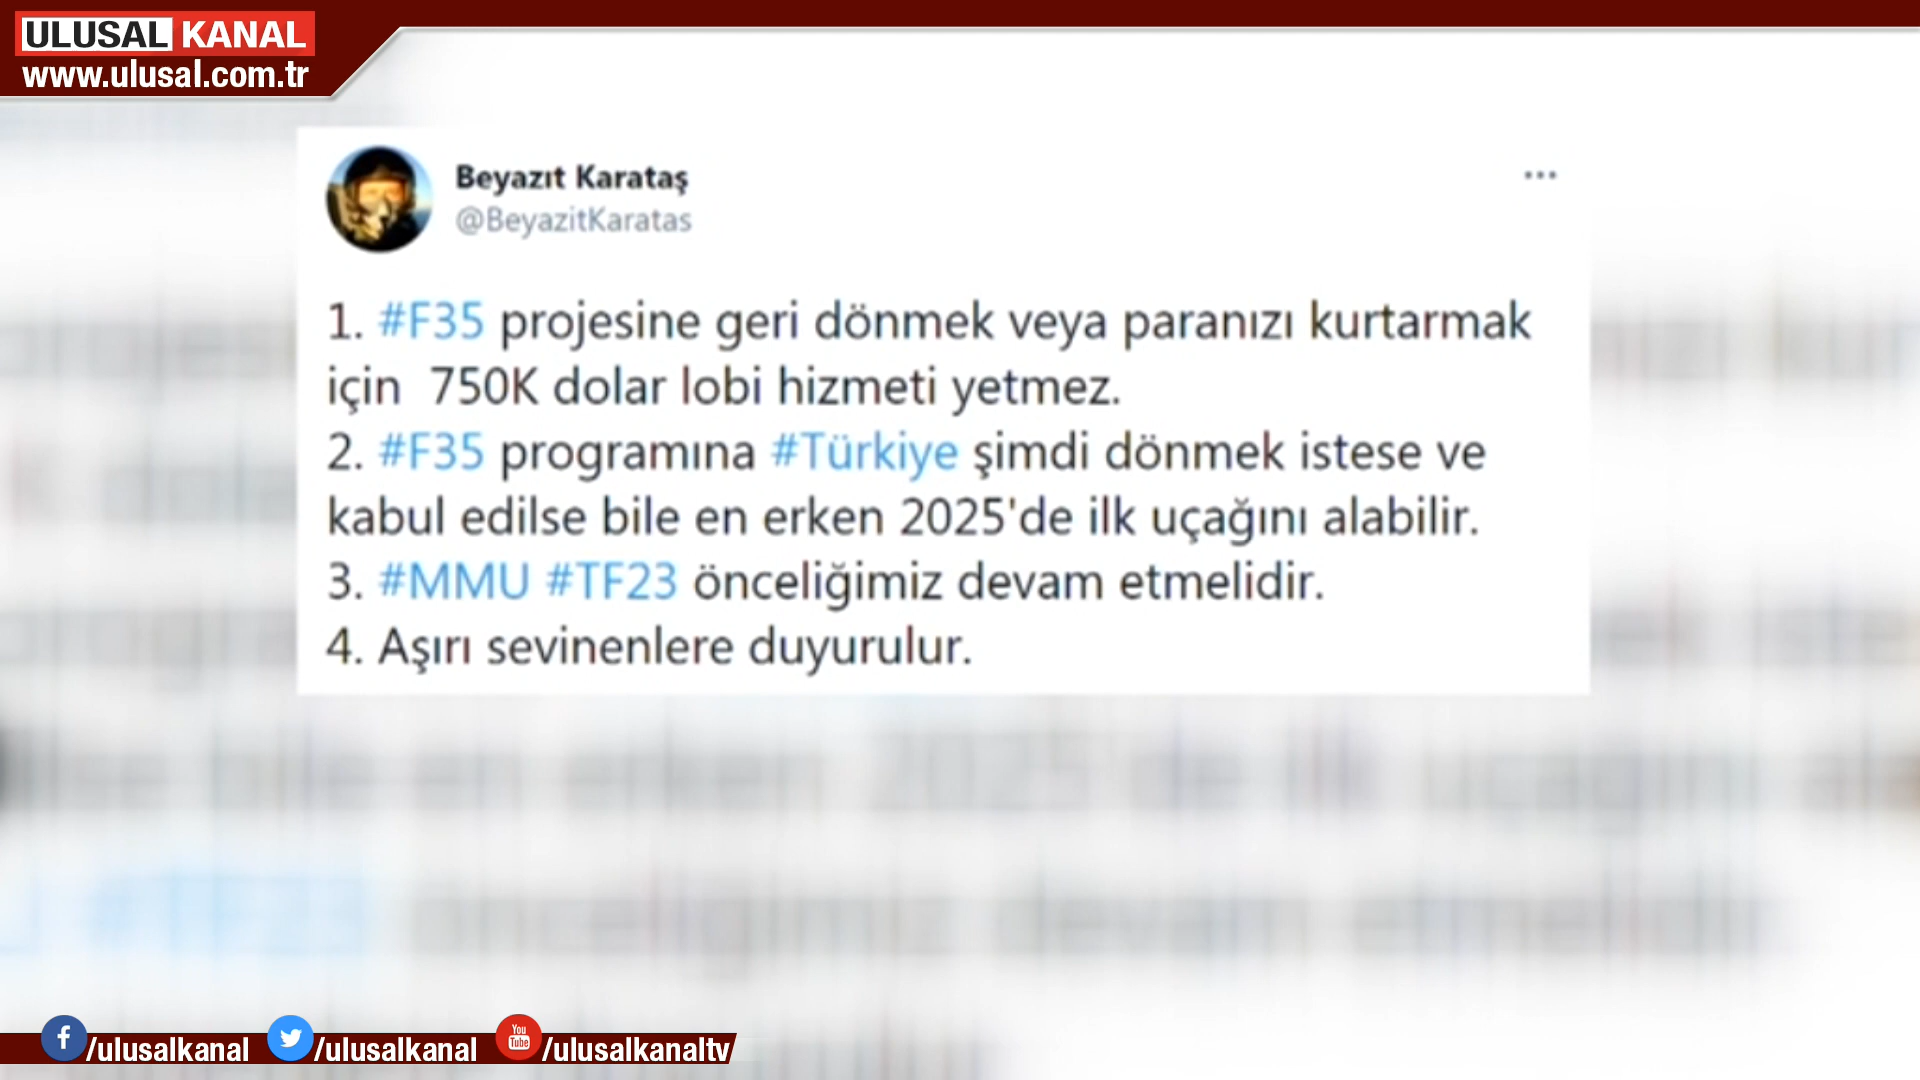 ULUSAL KANAL
www.ulusal.com.tr
Beyazıt Karataş
@BeyazitKaratas
1. #F35 projesine geri dönmek veya paranızı kurtarmak
için  750K dolar lobi hizmeti yetmez.
2. #F35 programına #Türkiye şimdi dönmek istese ve
kabul edilse bile en erken 2025'de ilk uçağını alabilir.
3. #MMU #TF23 önceliğimiz devam etmelidir.
4. Aşırı sevinenlere duyurulur.
f /ulusalkanal /ulusalkanal You Tube /ulusalkanaltv